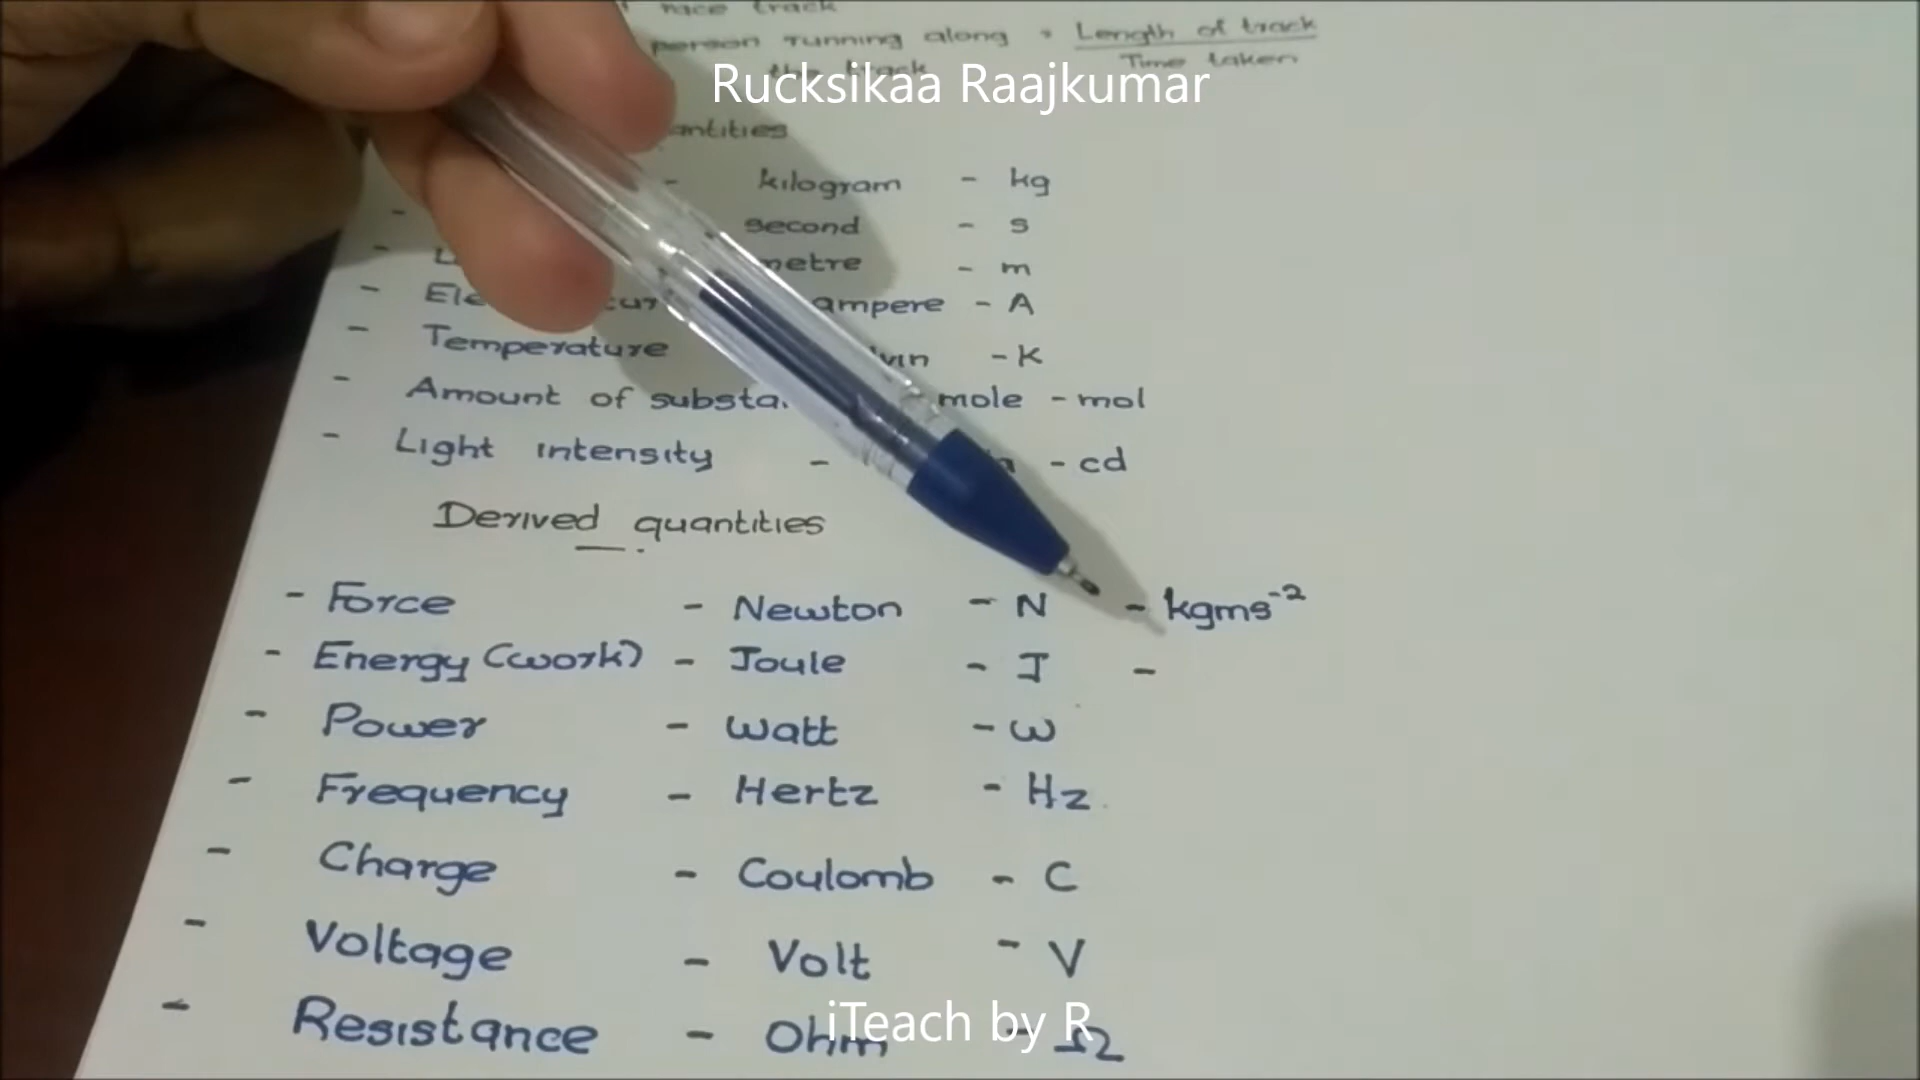 race track
person running along = Length of track
the track Time taken
Rucksikaa Raajkumar
- kilogram - kg
- second - s
- metre - m
- ampere - A
- Temperature - K
- Amount of mole - mol
- Light intensity - - cd
Derived quantities
- Force - Newton - N - kgms⁻²
- Energy (work) - Joule - J -
- Power - Watt - W
- Frequency - Hertz - Hz
- Charge - Coulomb - C
- Voltage - Volt - V
- Resistance - Ohm - Ω
iTeach by R